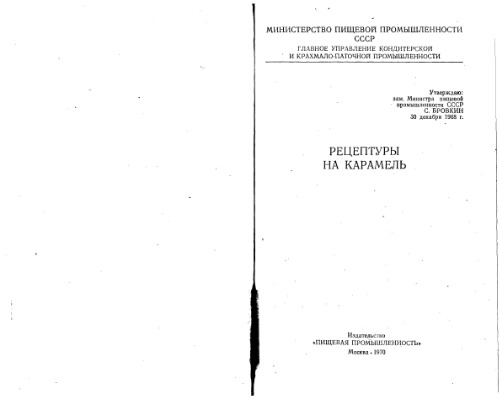 МИНИСТЕРСТВО ПИЩЕВОЙ ПРОМЫШЛЕННОСТИ
СССР
ГЛАВНОЕ УПРАВЛЕНИЕ КОНДИТЕРСКОЙ
И КРАХМАЛО-ПАТОЧНОЙ ПРОМЫШЛЕННОСТИ
Утверждаю:
зам. Министра пищевой
промышленности СССР
С. БРОВКИН
30 декабря 1968 г.
РЕЦЕПТУРЫ
НА КАРАМЕЛЬ
Издательство
«ПИЩЕВАЯ ПРОМЫШЛЕННОСТЬ»
Москва - 1970